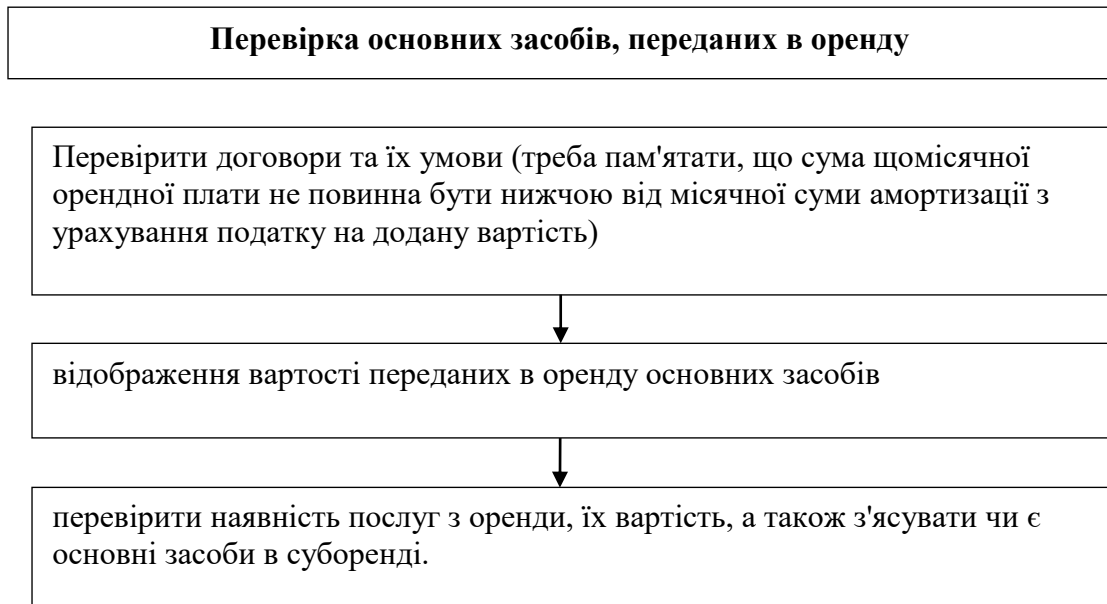 Перевірка основних засобів, переданих в оренду
Перевірити договори та їх умови (треба пам'ятати, що сума щомісячної
орендної плати не повинна бути нижчою від місячної суми амортизації з
урахування податку на додану вартість)
відображення вартості переданих в оренду основних засобів
перевірити наявність послуг з оренди, їх вартість, а також з'ясувати чи є
основні засоби в суборенді.